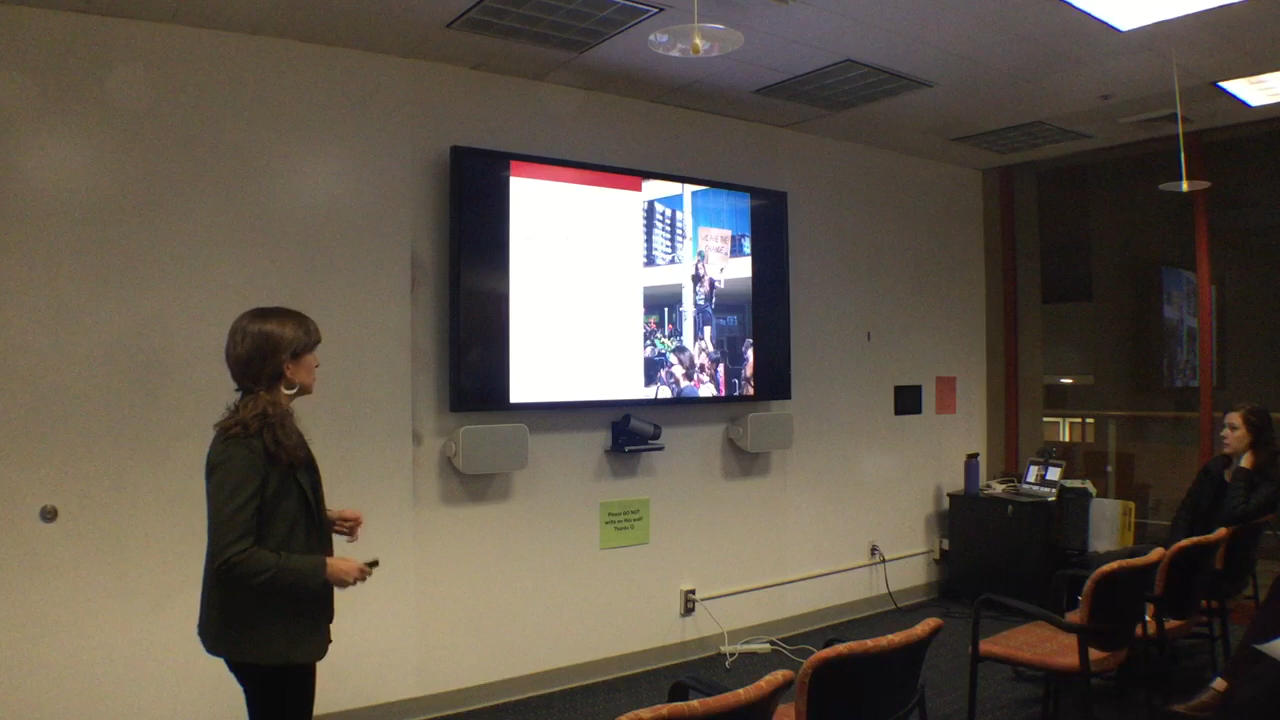 WE ARE THE
CHANGE
Please DO NOT
write on this wall!
Thanks ☺